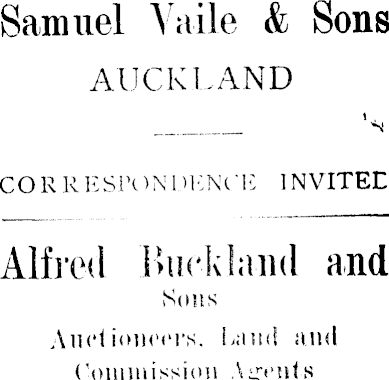 Samuel Vaile & Sons
AUCKLAND
CORRESPONDENCE INVITED
Alfred Buckland and
Sons
Auctioneers, Land and
Commission Agents